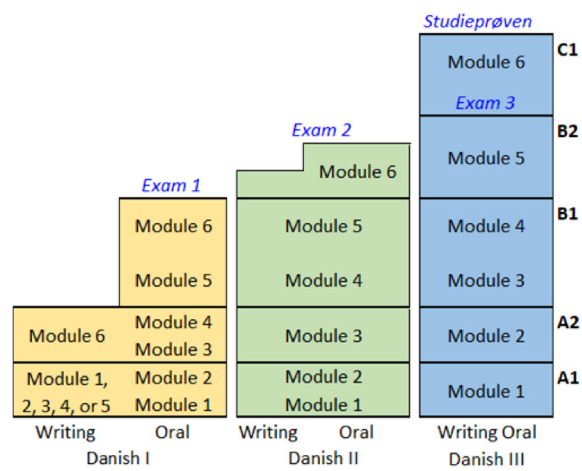 Studieprøven
C1
Module 6
Exam 3
B2
Exam 2
Module 5
Module 6
Exam 1
B1
Module 6
Module 5
Module 4
Module 5
Module 4
Module 3
A2
Module 6
Module 4
Module 3
Module 3
Module 2
A1
Module 1,
2, 3, 4, or 5
Module 2
Module 1
Module 2
Module 1
Module 1
Writing Oral
Writing Oral
Writing Oral
Danish I
Danish II
Danish III